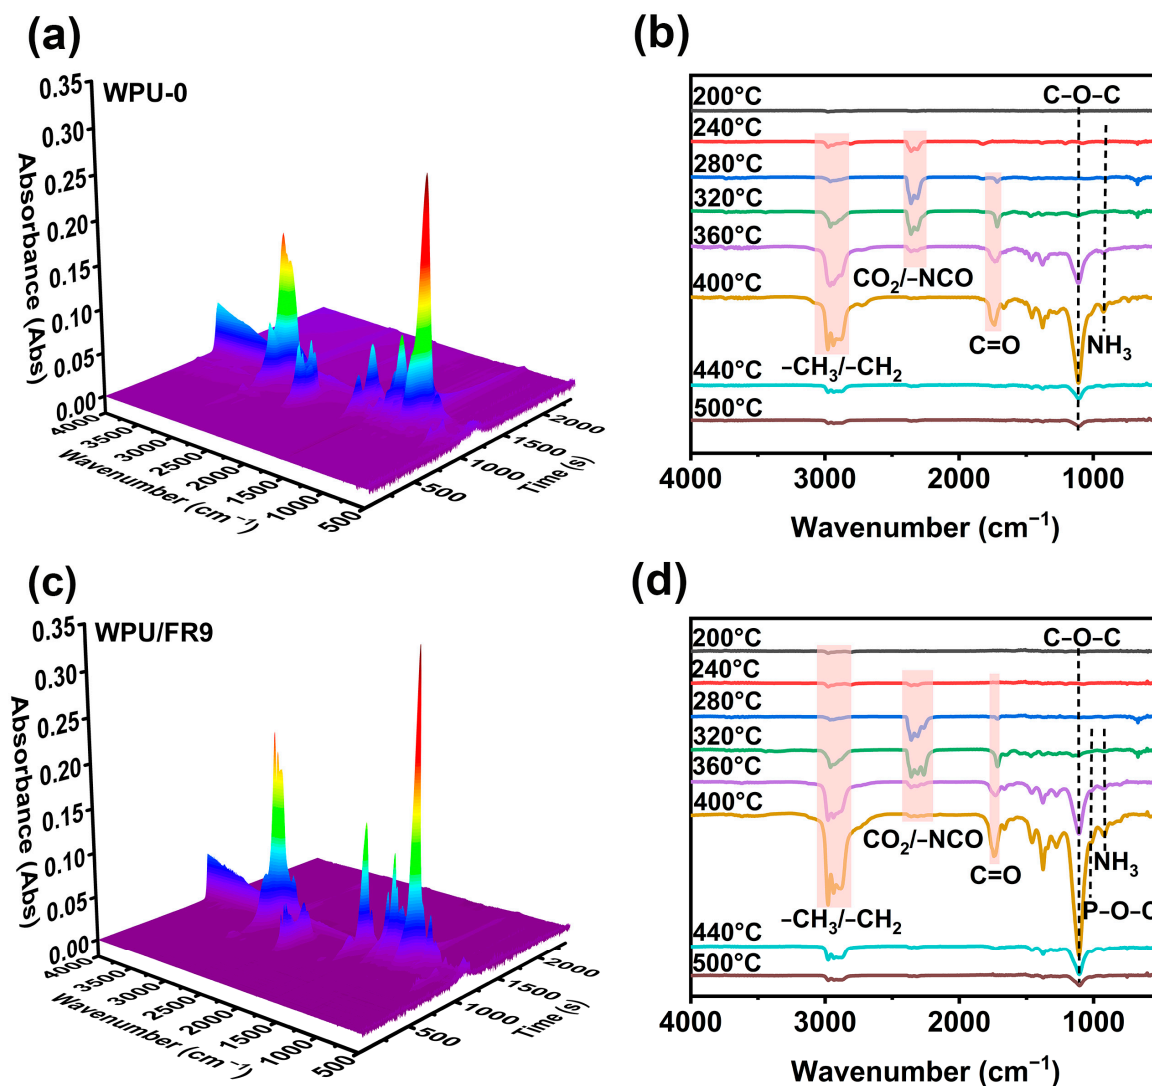 (a)
WPU-0
Absorbance (Abs)
0.35
0.30
0.25
0.20
0.15
0.10
0.05
0.00
4000
3500
3000
2500
2000
1500
1000
500
Wavenumber (cm⁻¹)
500
1000
1500
2000
Time (s)
(b)
200°C
240°C
280°C
320°C
360°C
400°C
440°C
500°C
C–O–C
CO₂/–NCO
C=O
NH₃
–CH₃/–CH₂
4000
3000
2000
1000
Wavenumber (cm⁻¹)
(c)
WPU/FR9
Absorbance (Abs)
0.35
0.30
0.25
0.20
0.15
0.10
0.05
0.00
4000
3500
3000
2500
2000
1500
1000
500
Wavenumber (cm⁻¹)
500
1000
1500
2000
Time (s)
(d)
200°C
240°C
280°C
320°C
360°C
400°C
440°C
500°C
C–O–C
CO₂/–NCO
C=O
NH₃
P–O–C
–CH₃/–CH₂
4000
3000
2000
1000
Wavenumber (cm⁻¹)